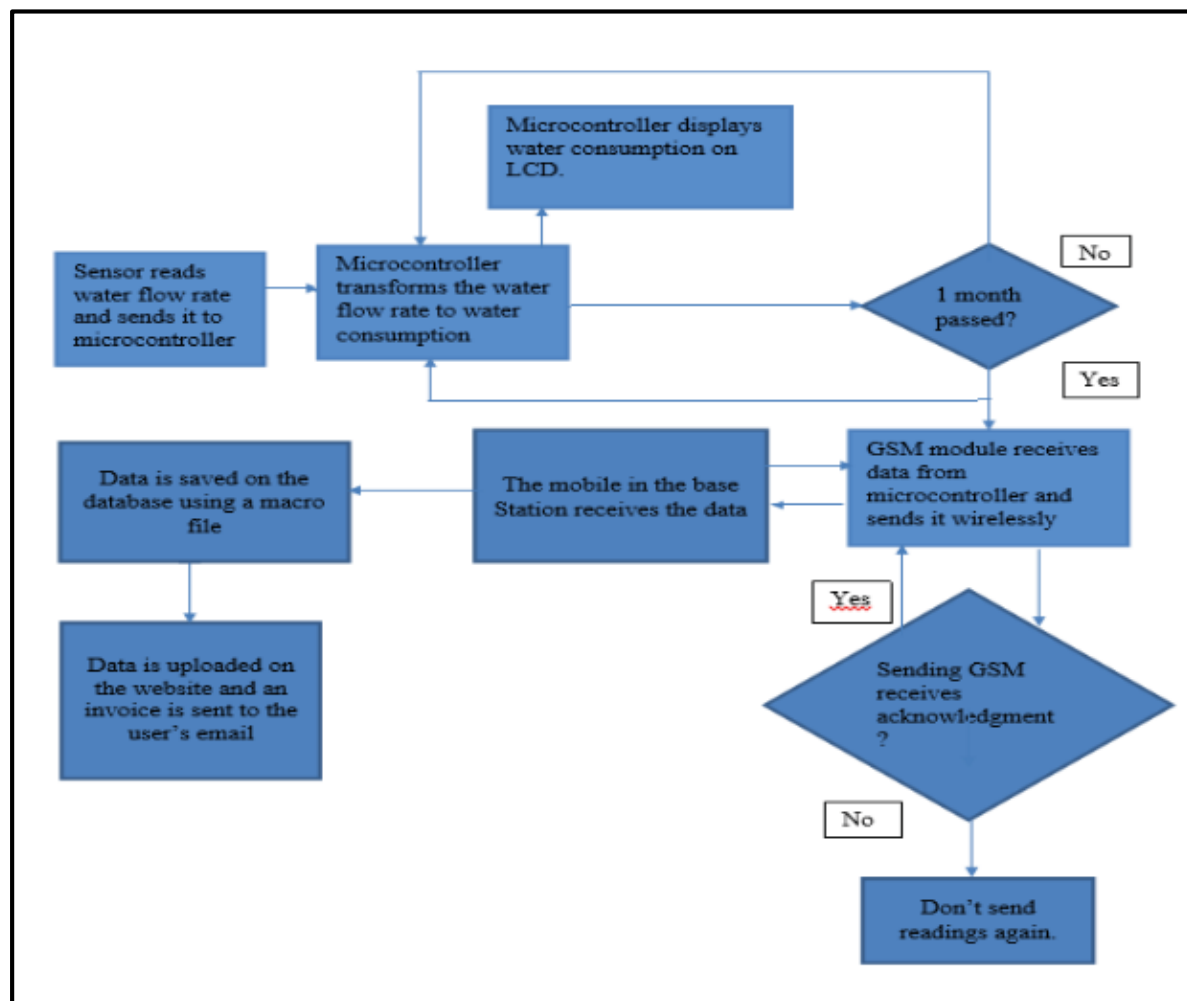 Microcontroller displays
water consumption on
LCD.
Sensor reads
water flow rate
and sends it to
microcontroller
Microcontroller
transforms the water
flow rate to water
consumption
No
1 month
passed?
Yes
Data is saved on the
database using a macro
file
The mobile in the base
Station receives the data
GSM module receives
data from
microcontroller and
sends it wirelessly
Yes
Data is uploaded on
the website and an
invoice is sent to the
user's email
Sending GSM
receives
acknowledgment
?
No
Don't send
readings again.